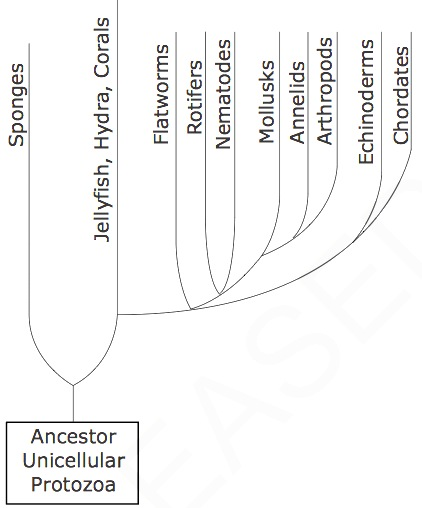 Sponges
Jellyfish, Hydra, Corals
Flatworms
Rotifers
Nematodes
Mollusks
Annelids
Arthropods
Echinoderms
Chordates
Ancestor
Unicellular
Protozoa